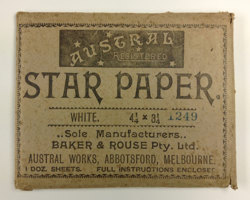 AUSTRAL
REGISTERED
STAR PAPER.
WHITE. 4¼ × 3¼ 1249
..Sole Manufacturers..
BAKER & ROUSE Pty. Ltd.
AUSTRAL WORKS, ABBOTSFORD, MELBOURNE.
1 DOZ. SHEETS. FULL INSTRUCTIONS ENCLOSED